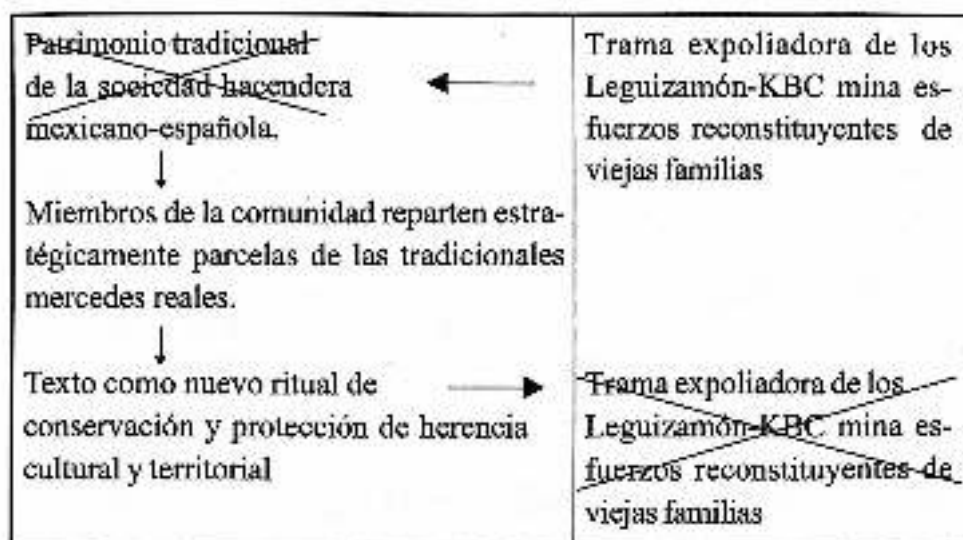 Patrimonio tradicional
de la sociedad hacendera
mexicano-española.
Trama expoliadora de los
Leguizamón-KBC mina es-
fuerzos reconstituyentes de
viejas familias
Miembros de la comunidad reparten estra-
tégicamente parcelas de las tradicionales
mercedes reales.
Texto como nuevo ritual de
conservación y protección de herencia
cultural y territorial
Trama expoliadora de los
Leguizamón-KBC mina es-
fuerzos reconstituyentes de
viejas familias